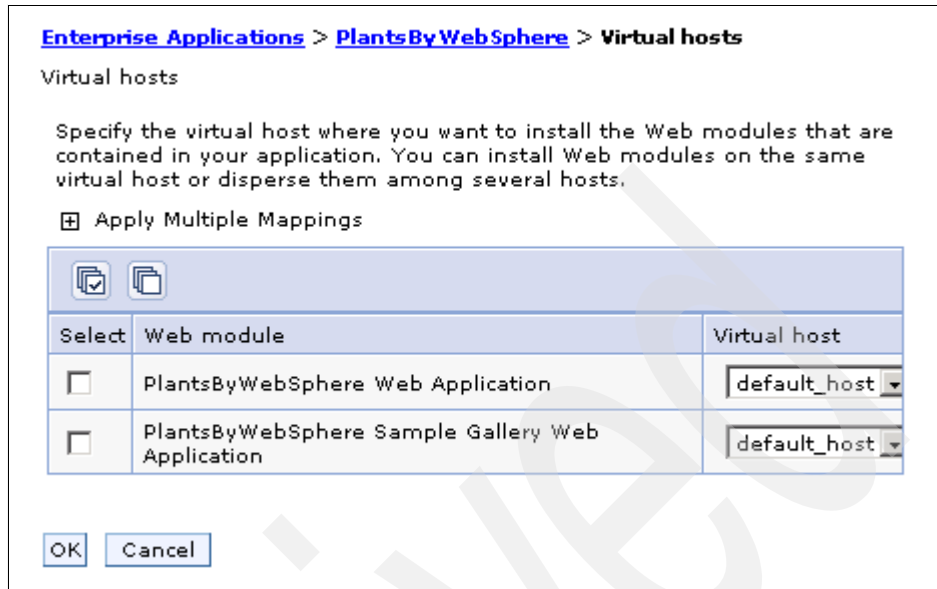 Enterprise Applications > PlantsByWebSphere > Virtual hosts
Virtual hosts
Specify the virtual host where you want to install the Web modules that are
contained in your application. You can install Web modules on the same
virtual host or disperse them among several hosts.
Apply Multiple Mappings
Select Web module Virtual host
PlantsByWebSphere Web Application default_host
PlantsByWebSphere Sample Gallery Web
Application default_host
OK Cancel